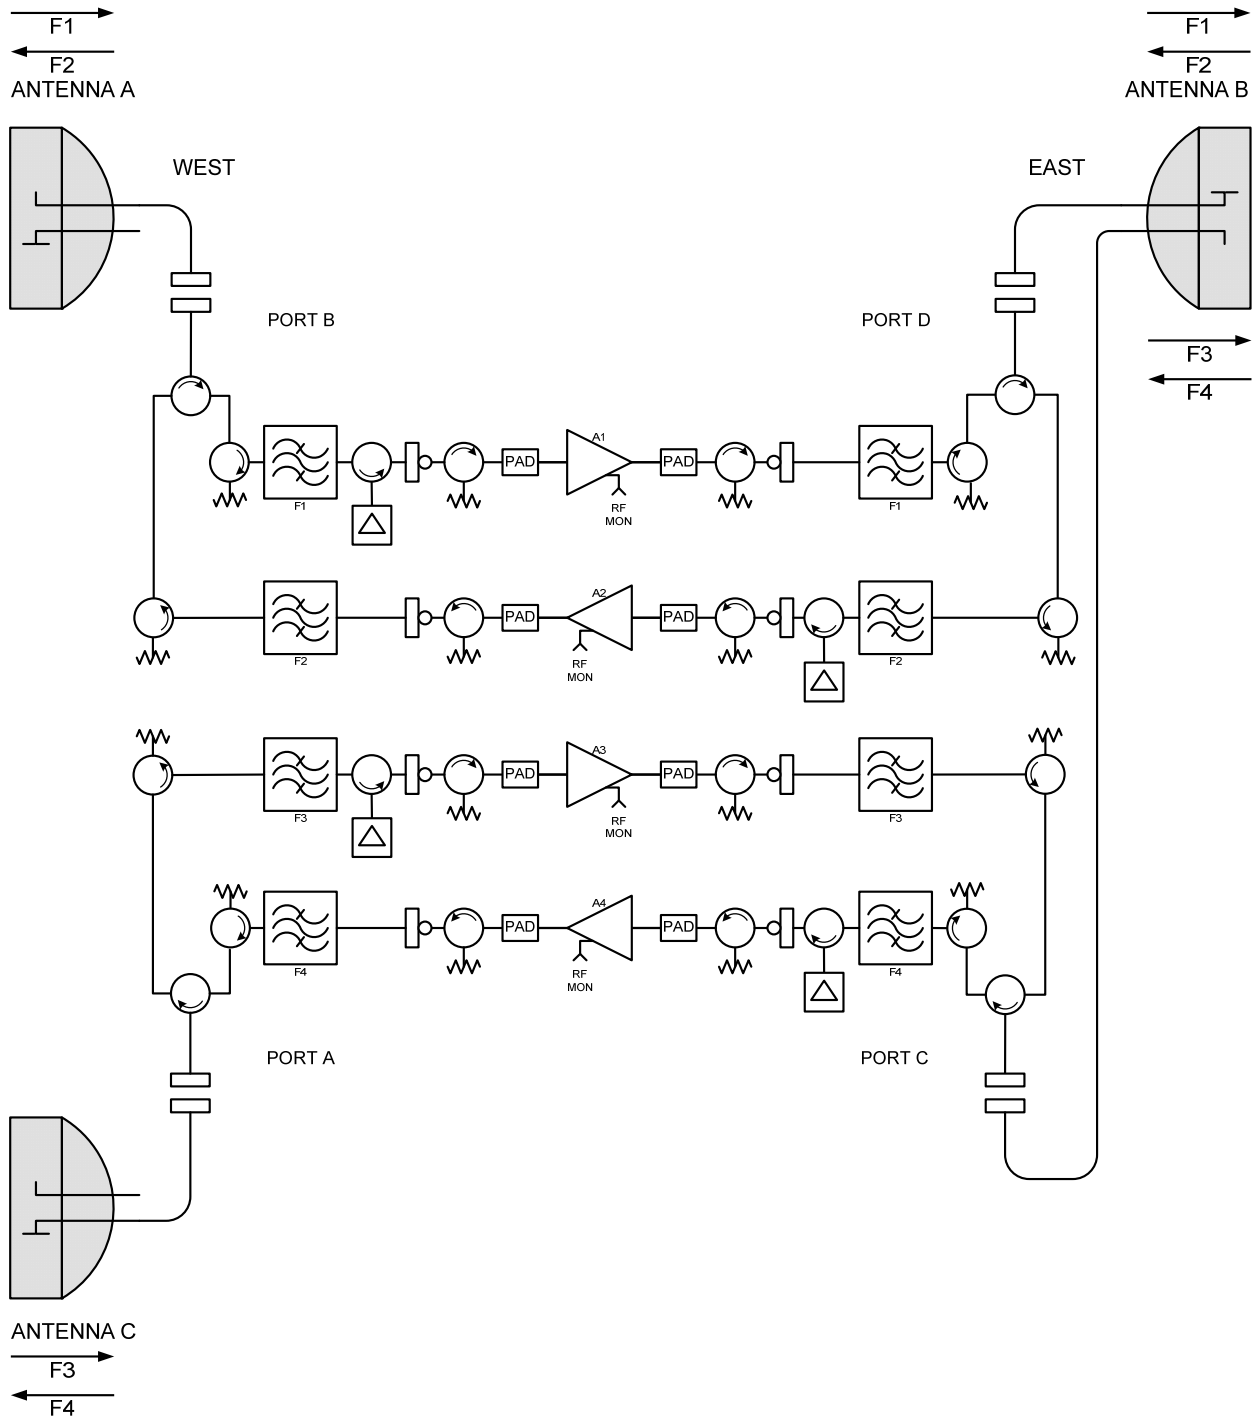 F1
F1
F2
F2
ANTENNA A
ANTENNA B
WEST
EAST
PORT B
PORT D
F3
F4
A1
PAD
PAD
F1
RF
MON
F1
A2
PAD
PAD
F2
RF
MON
F2
A3
PAD
PAD
F3
RF
MON
F3
A4
PAD
PAD
F4
RF
MON
F4
PORT A
PORT C
ANTENNA C
F3
F4